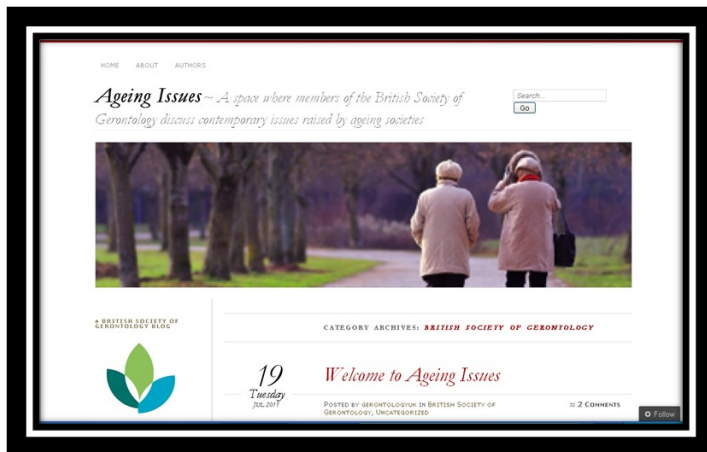 HOME ABOUT AUTHORS
Ageing Issues ~ A space where members of the British Society of
Gerontology discuss contemporary issues raised by ageing societies
Search...
Go
A BRITISH SOCIETY OF
GERONTOLOGY BLOG
CATEGORY ARCHIVES: BRITISH SOCIETY OF GERONTOLOGY
19
Tuesday
JUL 2011
Welcome to Ageing Issues
POSTED BY GERONTOLOGYUK IN BRITISH SOCIETY OF
GERONTOLOGY, UNCATEGORIZED
≈ 2 COMMENTS
Follow